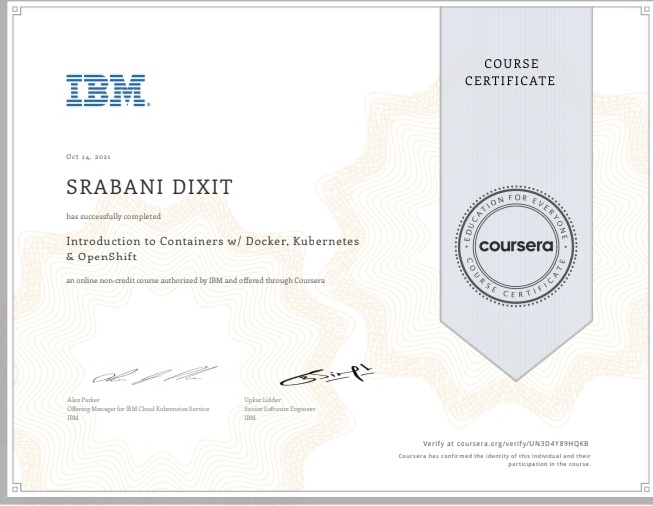 COURSE
CERTIFICATE
IBM
Oct 14, 2021
SRABANI DIXIT
has successfully completed
Introduction to Containers w/ Docker, Kubernetes
& OpenShift
an online non-credit course authorized by IBM and offered through Coursera
EDUCATION FOR EVERYONE
coursera
COURSE CERTIFICATE
Alex Parker
Offering Manager for IBM Cloud Kubernetes Service
IBM
Upkar Lidder
Senior Software Engineer
IBM
Verify at coursera.org/verify/UN3D4Y89HQKB
Coursera has confirmed the identity of this individual and their
participation in the course.